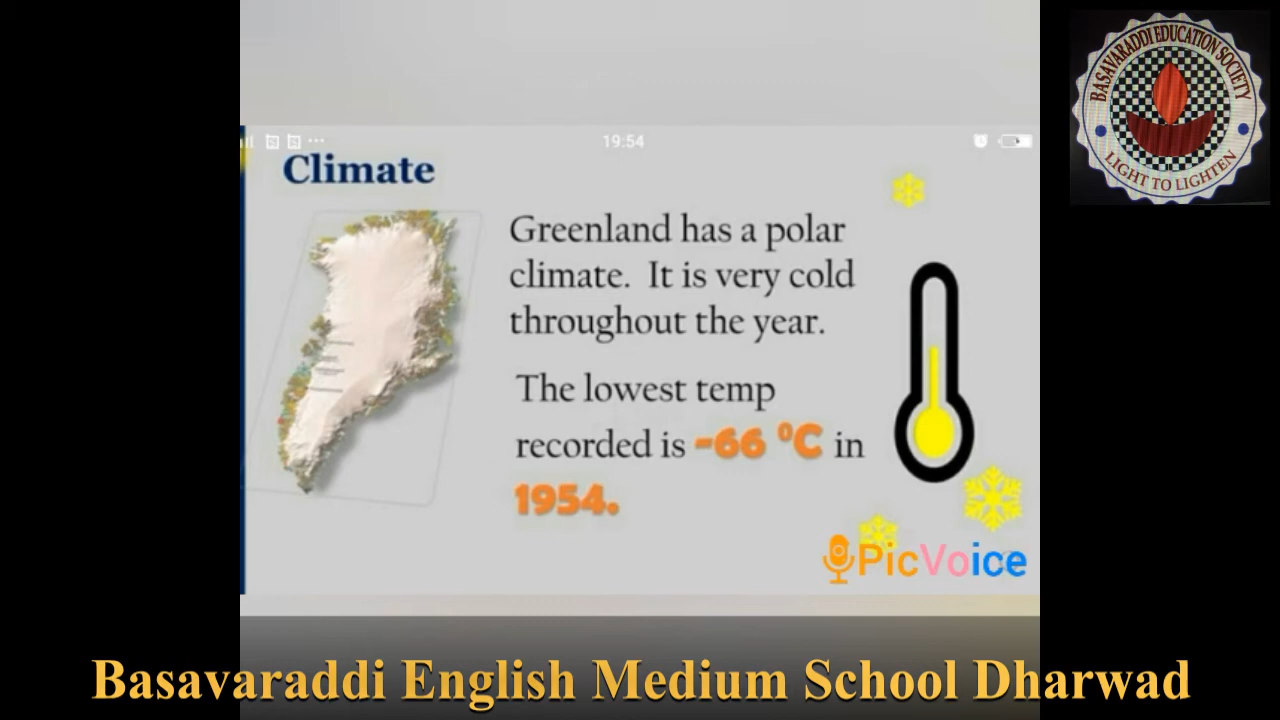 BASAVARADDI EDUCATION SOCIETY
LIGHT TO LIGHTEN
19:54
Climate
Greenland has a polar
climate. It is very cold
throughout the year.
The lowest temp
recorded is -66 ⁰C in
1954.
PicVoice
Basavaraddi English Medium School Dharwad